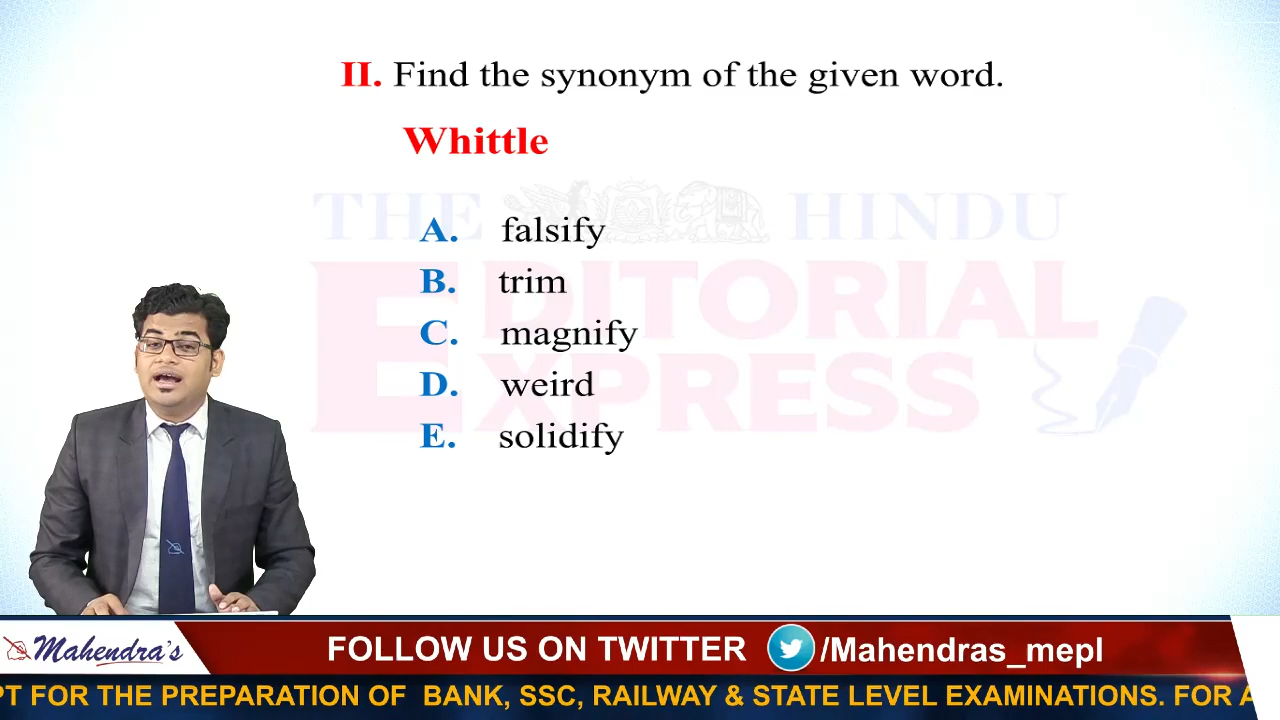 II. Find the synonym of the given word.
Whittle
THE HINDU
EDITORIAL
EXPRESS
A. falsify
B. trim
C. magnify
D. weird
E. solidify
Mahendra's
FOLLOW US ON TWITTER /Mahendras_mepl
PT FOR THE PREPARATION OF BANK, SSC, RAILWAY & STATE LEVEL EXAMINATIONS. FOR A